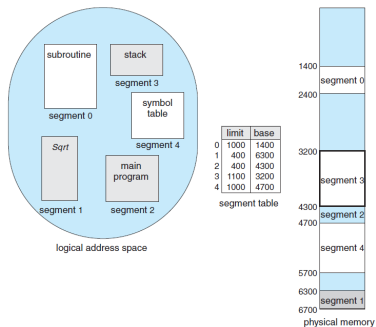 subroutine
segment 0
stack
segment 3
symbol
table
segment 4
Sqrt
segment 1
main
program
segment 2
logical address space
limit base
0 1000 1400
1 400 6300
2 400 4300
3 1100 3200
4 1000 4700
segment table
1400
segment 0
2400
3200
segment 3
4300
segment 2
4700
segment 4
5700
6300
segment 1
6700
physical memory